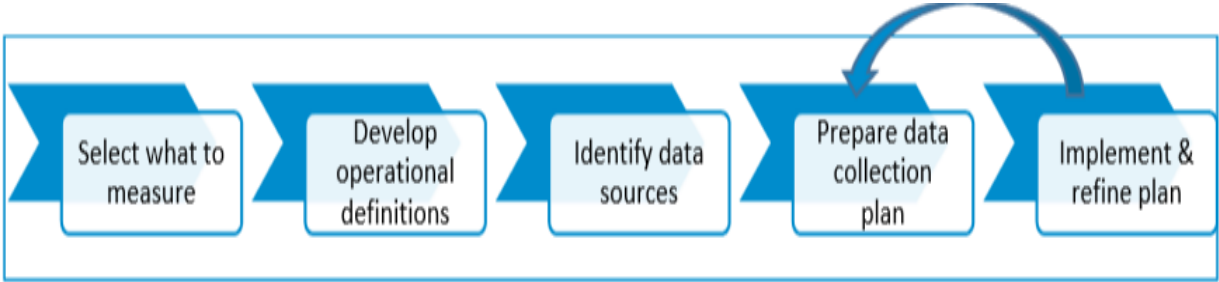 Select what to
measure
Develop
operational
definitions
Identify data
sources
Prepare data
collection
plan
Implement &
refine plan